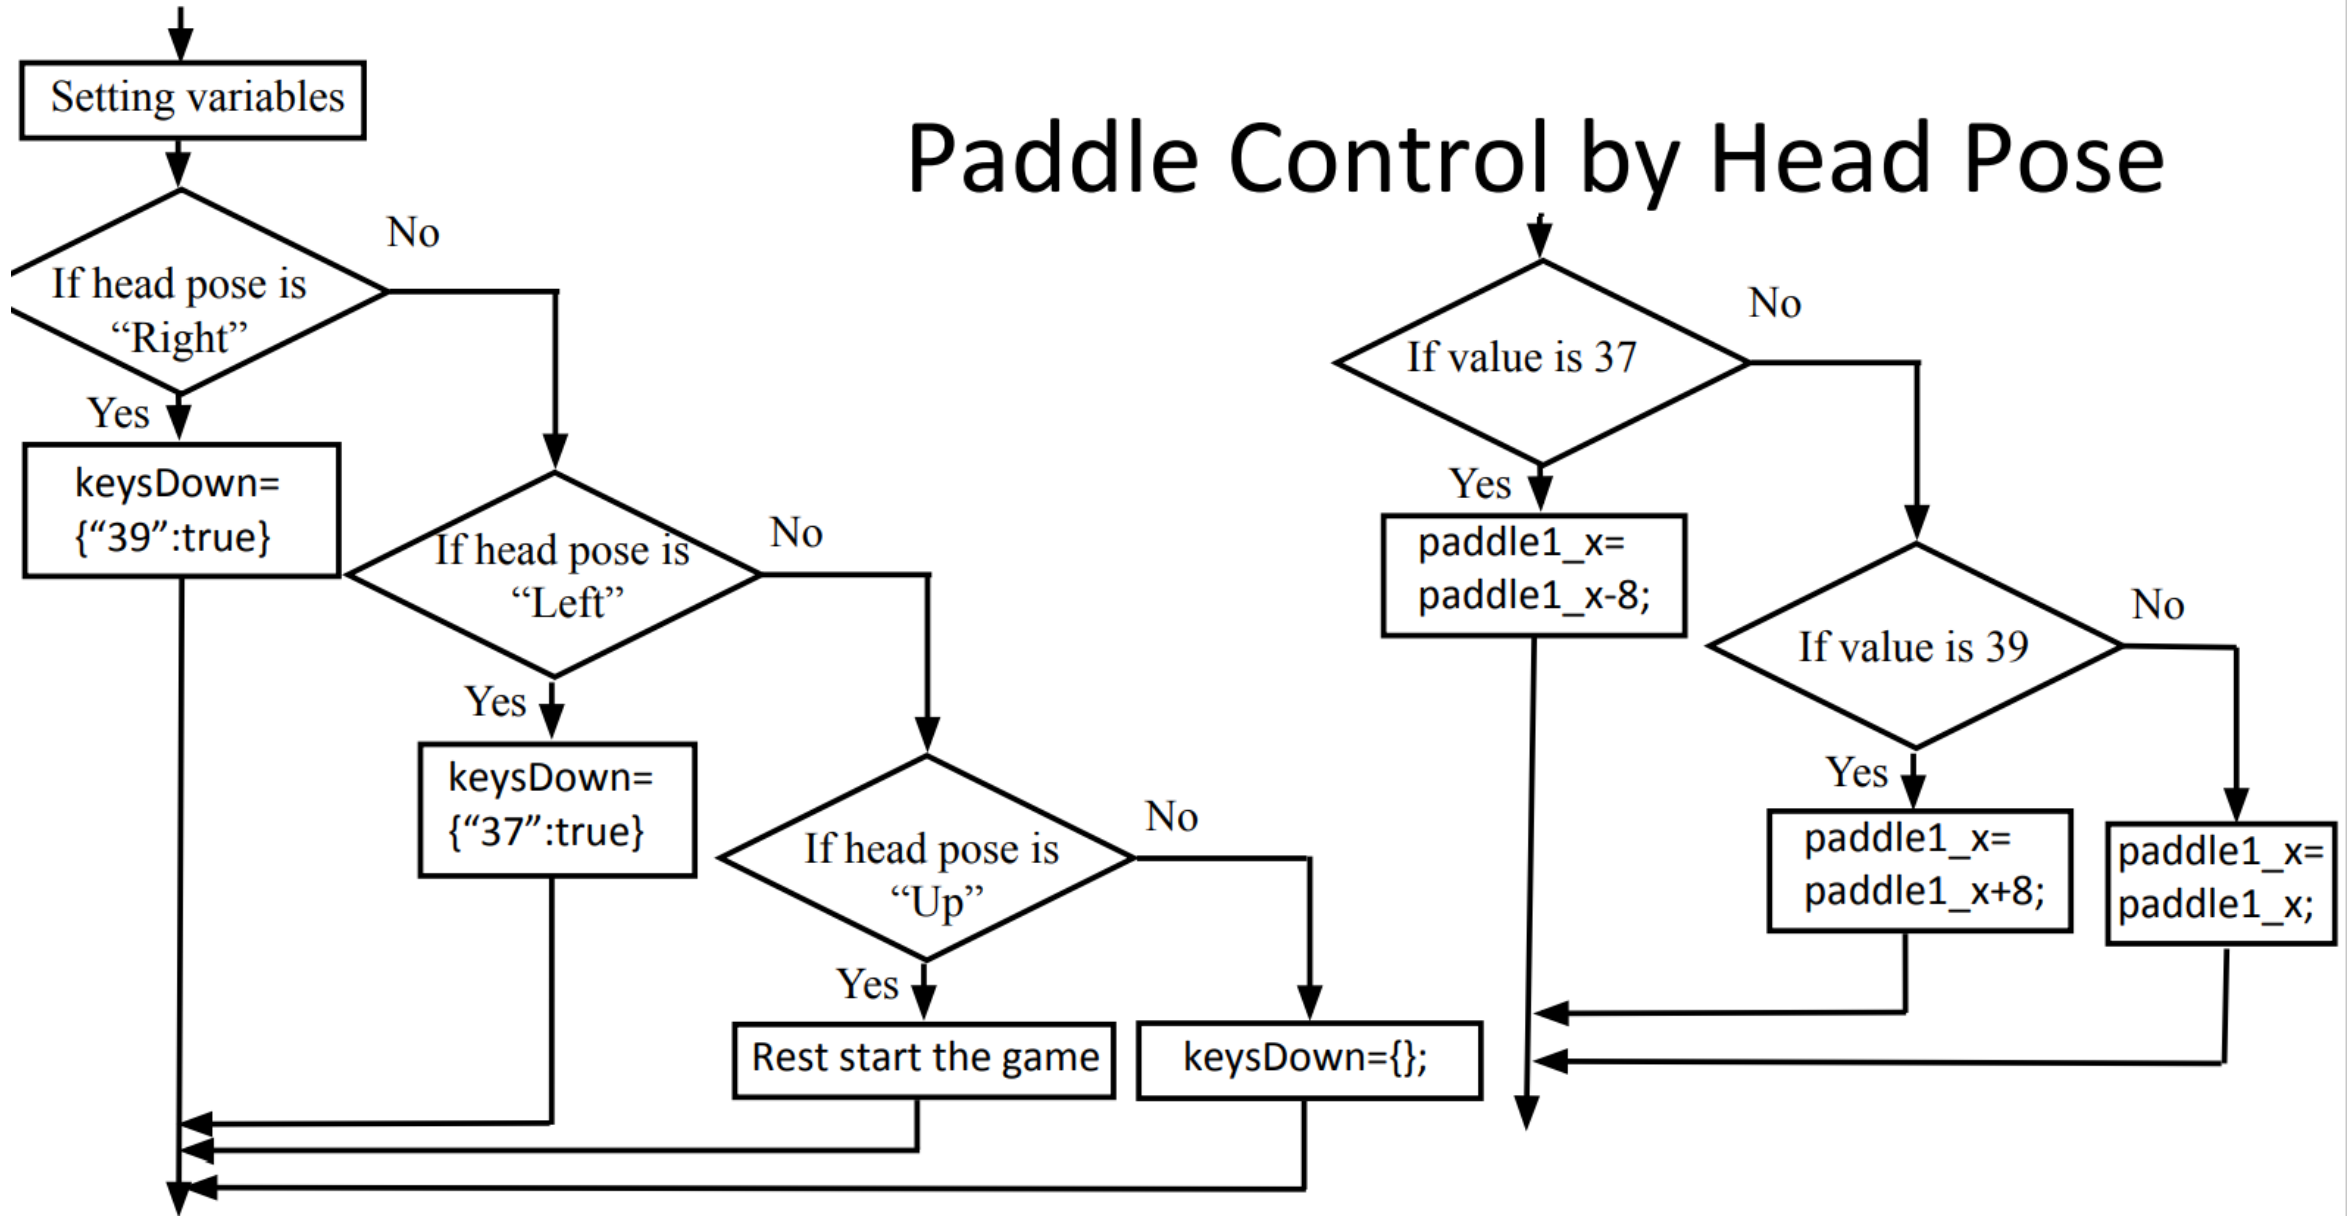 Paddle Control by Head Pose
Setting variables
No
If head pose is
“Right”
Yes
keysDown=
{“39”:true}
No
If head pose is
“Left”
Yes
keysDown=
{“37”:true}
No
If head pose is
“Up”
Yes
Rest start the game
keysDown={};
No
If value is 37
Yes
paddle1_x=
paddle1_x-8;
No
If value is 39
Yes
paddle1_x=
paddle1_x+8;
paddle1_x=
paddle1_x;